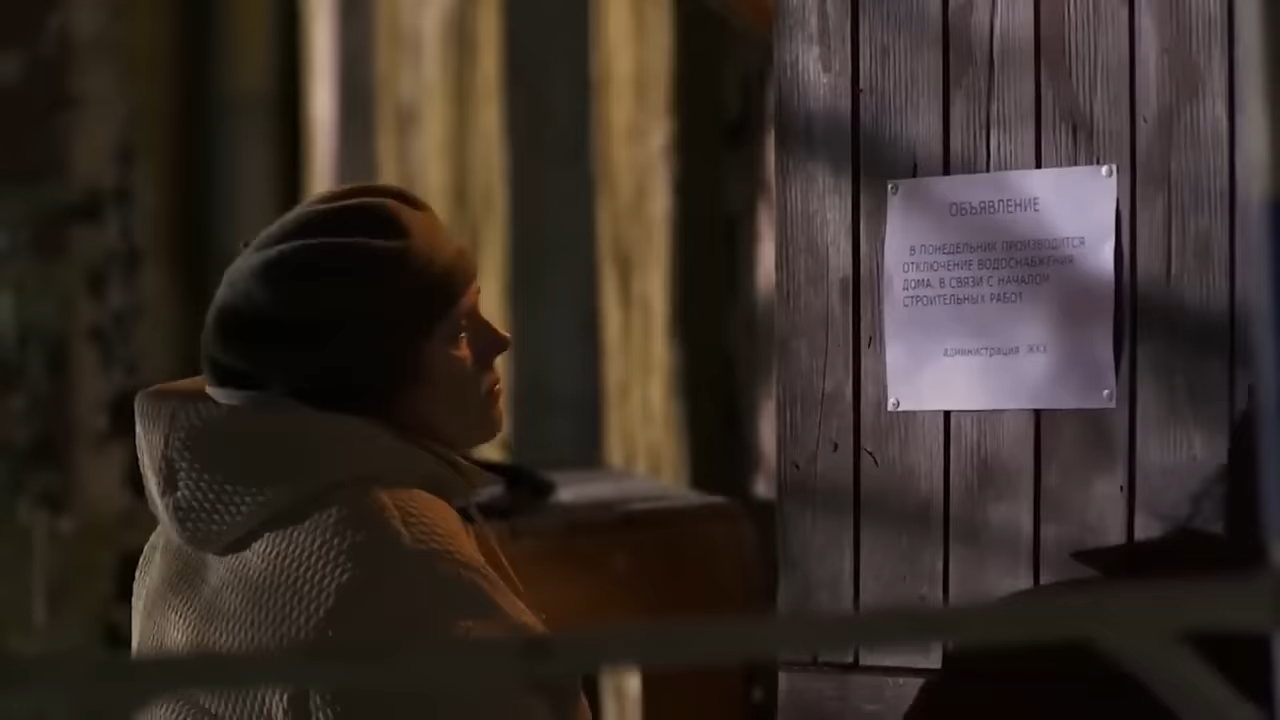 ОБЪЯВЛЕНИЕ
В ПОНЕДЕЛЬНИК ПРОИЗВОДИТСЯ
ОТКЛЮЧЕНИЕ ВОДОСНАБЖЕНИЯ
ДОМА, В СВЯЗИ С НАЧАЛОМ
СТРОИТЕЛЬНЫХ РАБОТ
администрация ЖКХ